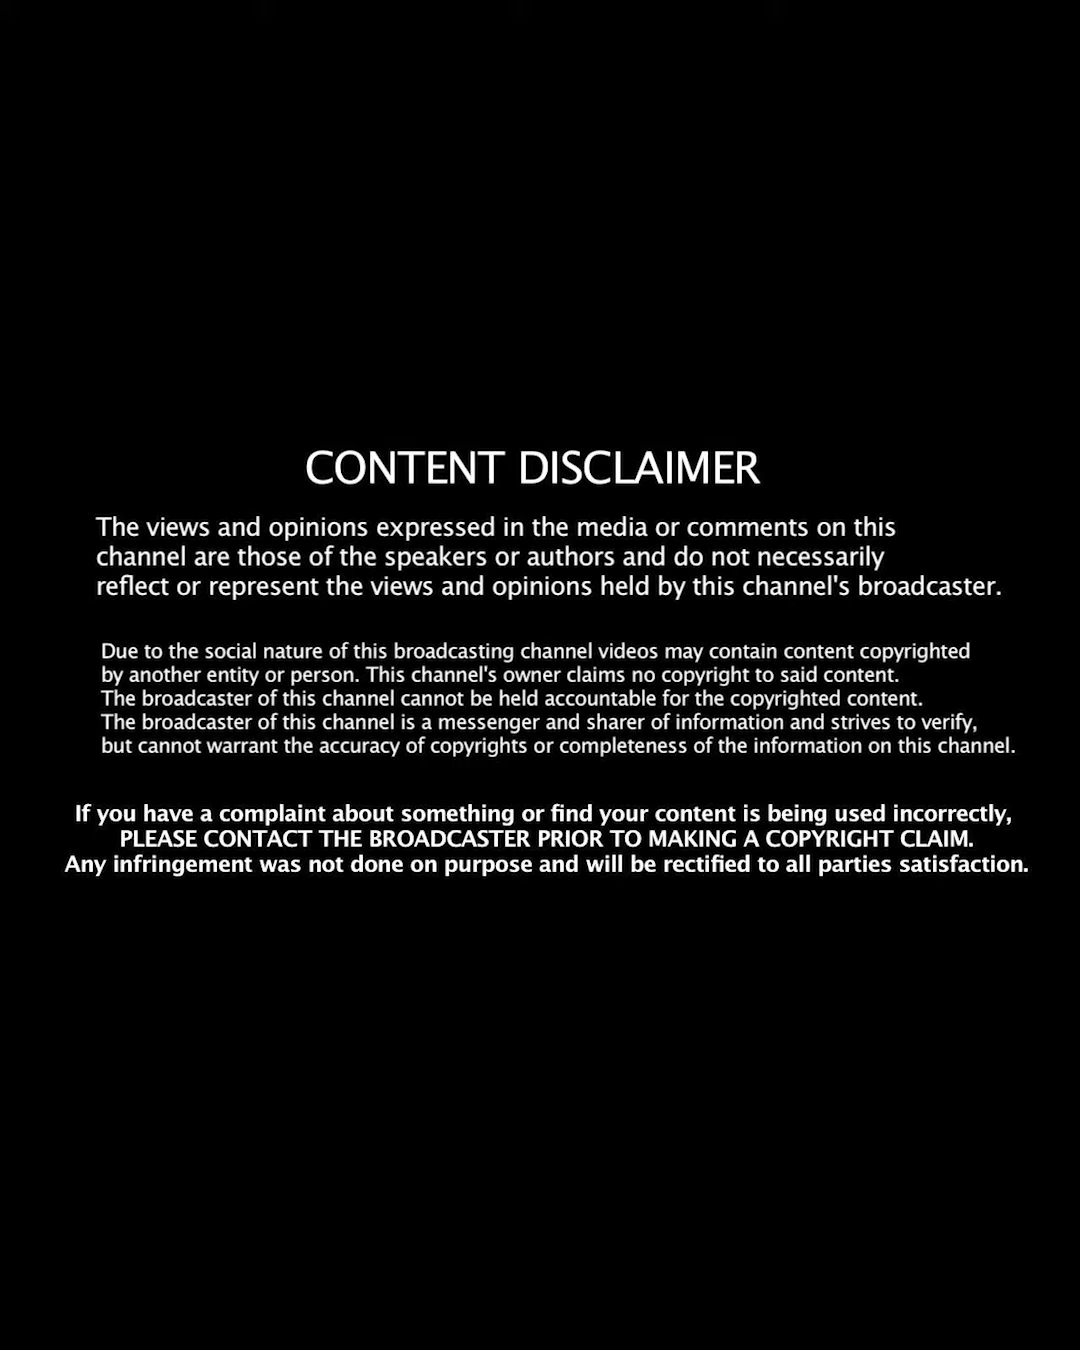 CONTENT DISCLAIMER
The views and opinions expressed in the media or comments on this
channel are those of the speakers or authors and do not necessarily
reflect or represent the views and opinions held by this channel's broadcaster.
Due to the social nature of this broadcasting channel videos may contain content copyrighted
by another entity or person. This channel's owner claims no copyright to said content.
The broadcaster of this channel cannot be held accountable for the copyrighted content.
The broadcaster of this channel is a messenger and sharer of information and strives to verify,
but cannot warrant the accuracy of copyrights or completeness of the information on this channel.
If you have a complaint about something or find your content is being used incorrectly,
PLEASE CONTACT THE BROADCASTER PRIOR TO MAKING A COPYRIGHT CLAIM.
Any infringement was not done on purpose and will be rectified to all parties satisfaction.